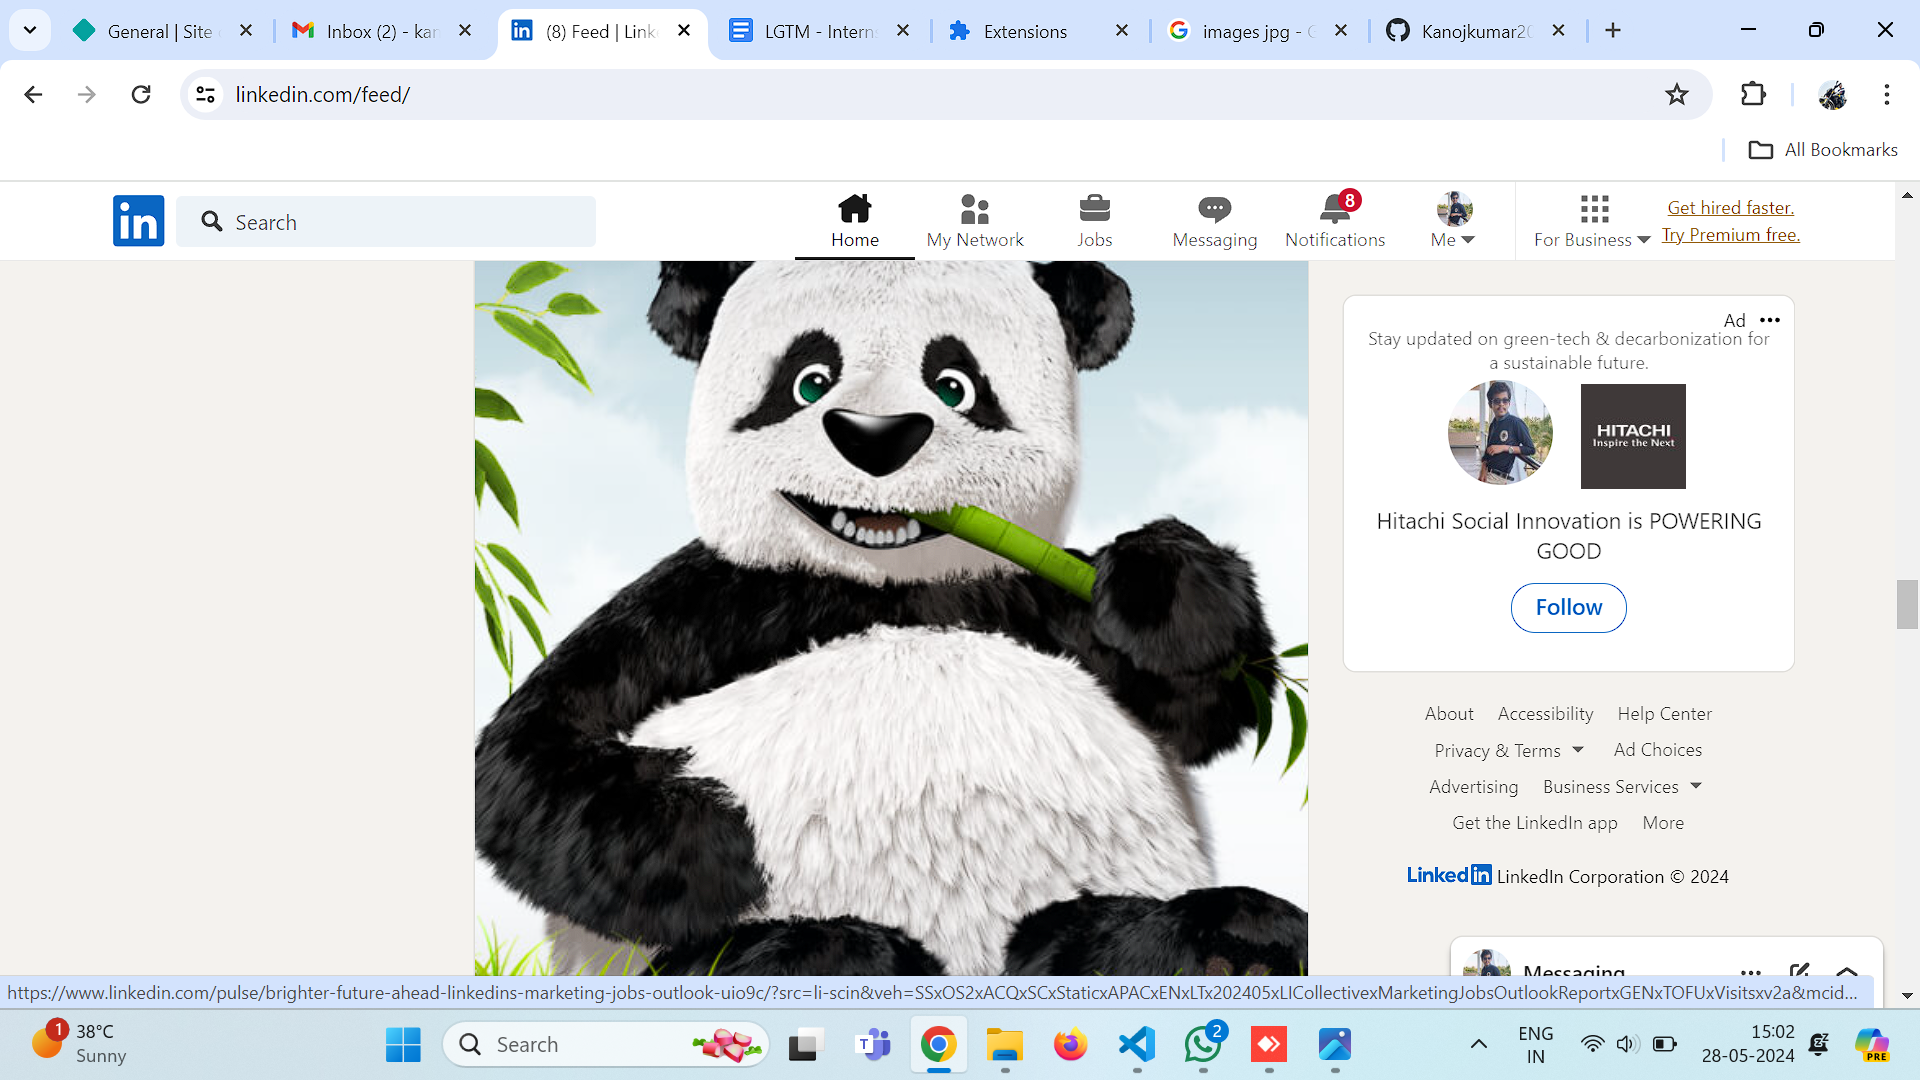 General | Site
Inbox (2) - kar
(8) Feed | Link
LGTM - Intern
Extensions
images jpg - G
Kanojkumar20
linkedin.com/feed/
All Bookmarks
in
Search
Home
My Network
Jobs
Messaging
8
Notifications
Me
For Business
Get hired faster.
Try Premium free.
Ad
Stay updated on green-tech & decarbonization for
a sustainable future.
HITACHI
Inspire the Next
Hitachi Social Innovation is POWERING
GOOD
Follow
About Accessibility Help Center
Privacy & Terms Ad Choices
Advertising Business Services
Get the LinkedIn app More
LinkedIn LinkedIn Corporation © 2024
Messaging
https://www.linkedin.com/pulse/brighter-future-ahead-linkedins-marketing-jobs-outlook-uio9c/?src=li-scin&veh=SSxOS2xACQxSCxStaticxAPACxENxLTx202405xLICollectivexMarketingJobsOutlookReportxGENxTOFUxVisitsxv2a&mcid...
1
38°C
Sunny
Search
T
2
ENG
IN
15:02
28-05-2024
PRE